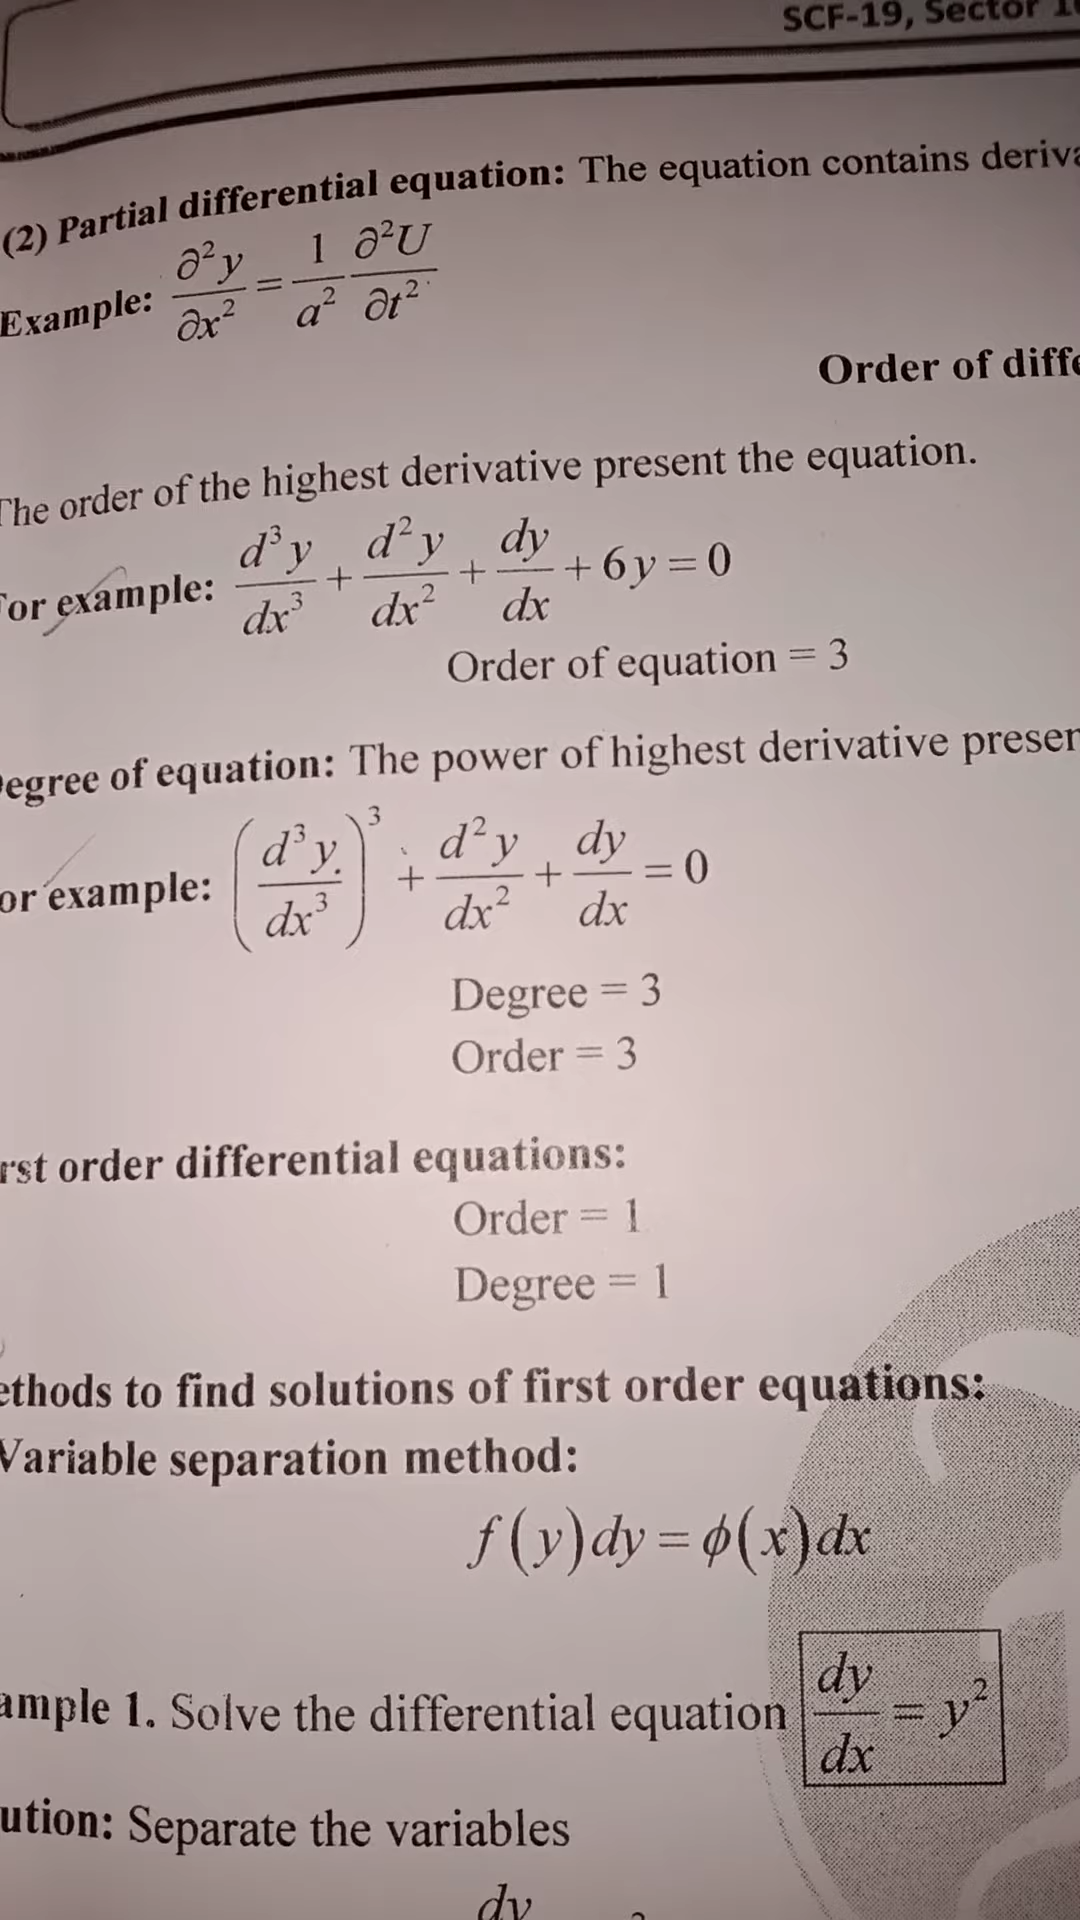 SCF-19, Sector
(2) Partial differential equation: The equation contains
Example: ∂²y/∂x² = 1/a² ∂²U/∂t²
Order of
The order of the highest derivative present the equation.
For example: d³y/dx³ + d²y/dx² + dy/dx + 6y = 0
Order of equation = 3
Degree of equation: The power of highest derivative
or example: (d³y/dx³)³ + d²y/dx² + dy/dx = 0
Degree = 3
Order = 3
rst order differential equations:
Order = 1
Degree = 1
ethods to find solutions of first order equations:
Variable separation method:
f(y)dy = ϕ(x)dx
ample 1. Solve the differential equation dy/dx = y²
ution: Separate the variables
dy